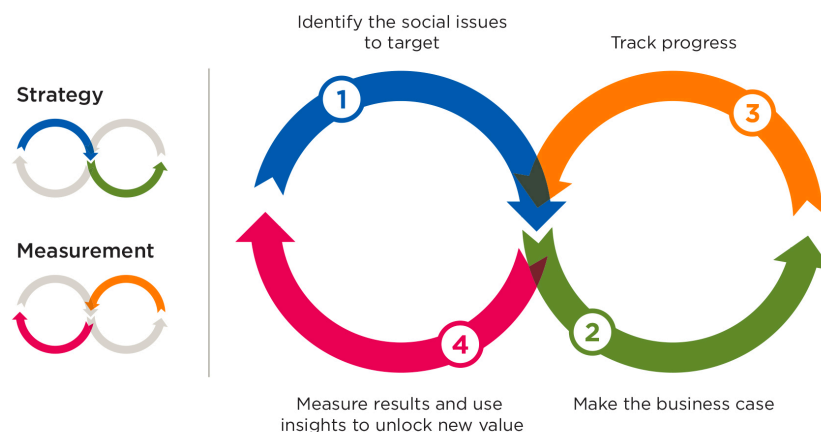 Identify the social issues
to target
Track progress
Strategy
1
3
Measurement
4
2
Measure results and use
insights to unlock new value
Make the business case